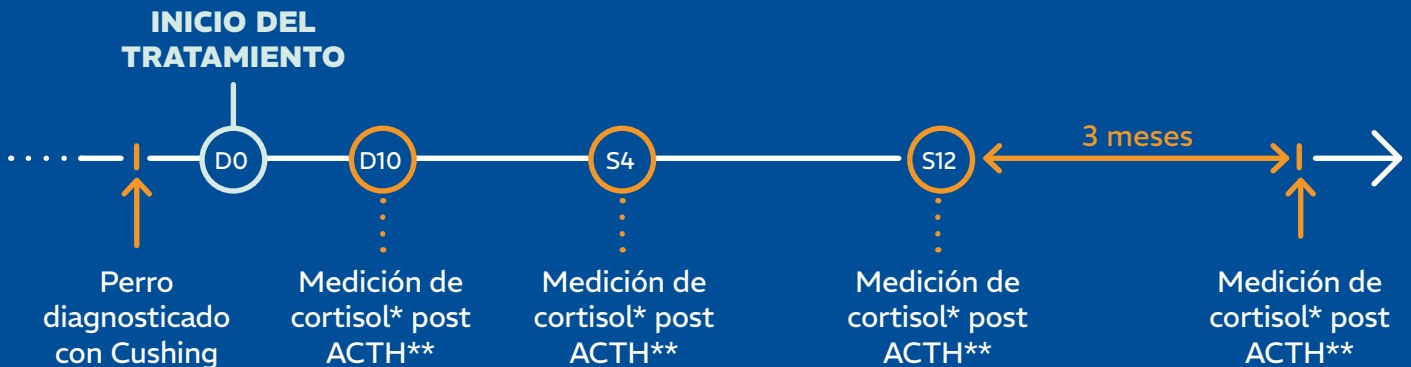 INICIO DEL
TRATAMIENTO
D0
D10
S4
S12
3 meses
Perro
diagnosticado
con Cushing
Medición de
cortisol* post
ACTH**
Medición de
cortisol* post
ACTH**
Medición de
cortisol* post
ACTH**
Medición de
cortisol* post
ACTH**